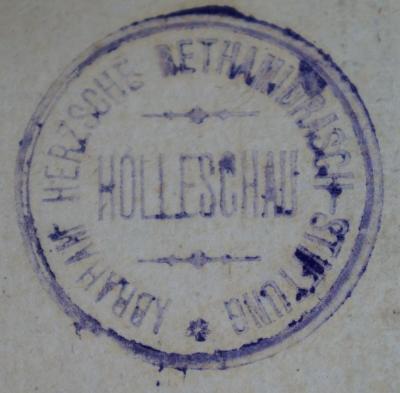 ABRAHAM HERZSCHE BETHAMIDRASCH-STIFTUNG
HOLLESCHAU